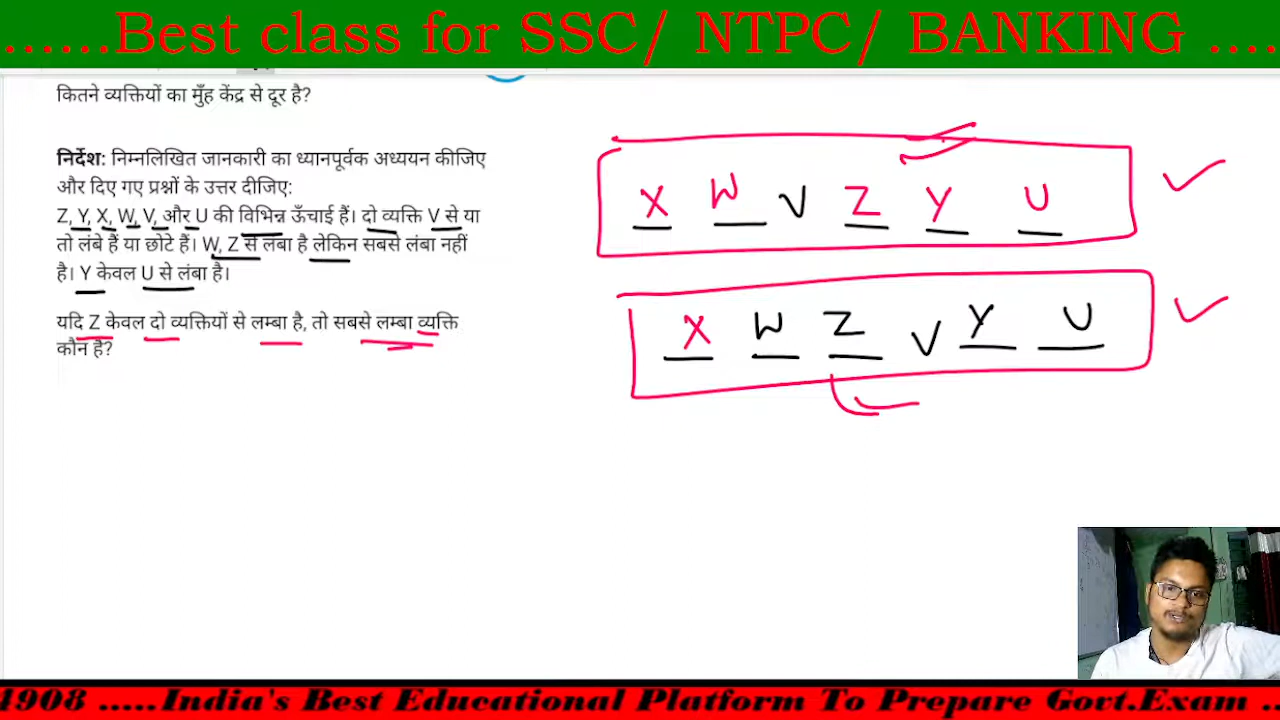 ......Best class for SSC/ NTPC/ BANKING ....
कितने व्यक्तियों का मुँह केंद्र से दूर है?
निर्देश: निम्नलिखित जानकारी का ध्यानपूर्वक अध्ययन कीजिए
और दिए गए प्रश्नों के उत्तर दीजिए:
Z, Y, X, W, V, और U की विभिन्न ऊँचाई हैं। दो व्यक्ति V से या
तो लंबे हैं या छोटे हैं। W, Z से लंबा है लेकिन सबसे लंबा नहीं
है। Y केवल U से लंबा है।
यदि Z केवल दो व्यक्तियों से लम्बा है, तो सबसे लम्बा व्यक्ति
कौन है?
X W V Z Y U
X W Z V Y U
1908 .....India's Best Educational Platform To Prepare Govt.Exam ..